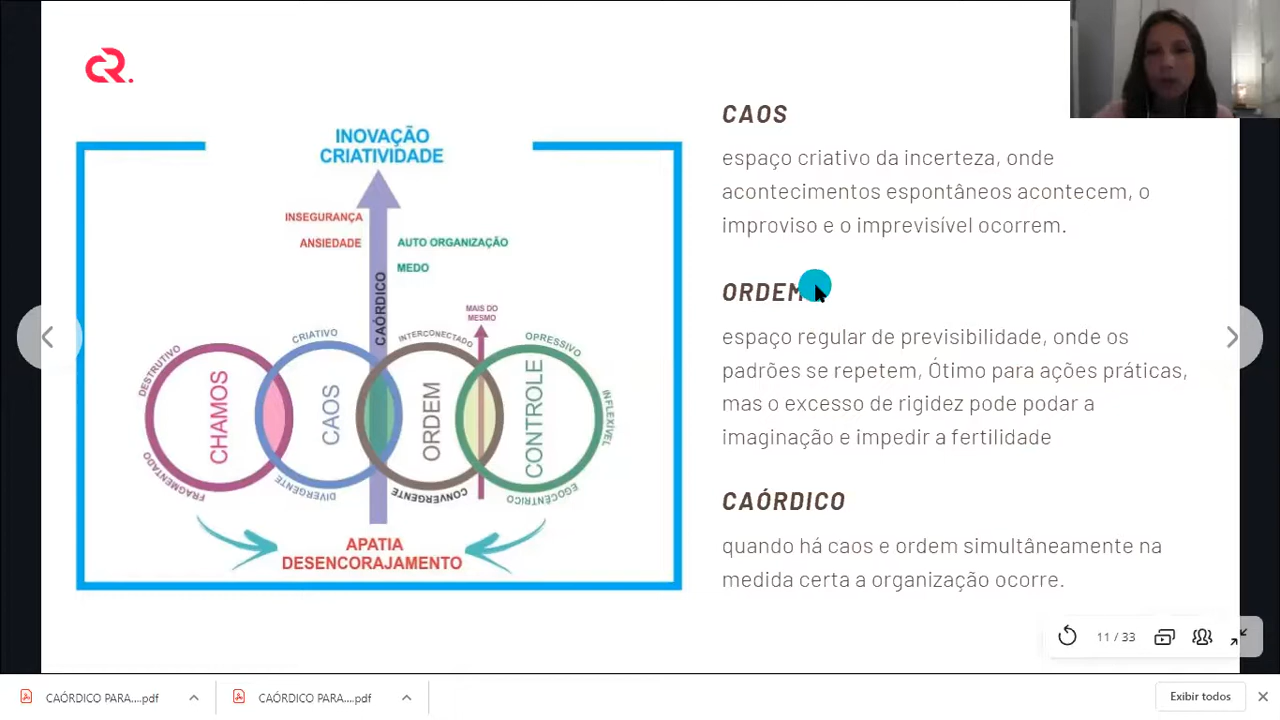 CR.
INOVAÇÃO
CRIATIVIDADE
INSEGURANÇA
ANSIEDADE
AUTO ORGANIZAÇÃO
MEDO
CAÓRDICO
MAIS DO
MESMO
DESTRUTIVO
CRIATIVO
INTERCONECTADO
OPRESSIVO
CHAMOS
CAOS
ORDEM
CONTROLE
INFLEXÍVEL
FRAGMENTADO
DIVERGENTE
CONVERGENTE
EGOCÊNTRICO
APATIA
DESENCORAJAMENTO
CAOS
espaço criativo da incerteza, onde
acontecimentos espontâneos acontecem, o
improviso e o imprevisível ocorrem.
ORDEM
espaço regular de previsibilidade, onde os
padrões se repetem, Ótimo para ações práticas,
mas o excesso de rigidez pode podar a
imaginação e impedir a fertilidade
CAÓRDICO
quando há caos e ordem simultâneamente na
medida certa a organização ocorre.
11 / 33
CAÓRDICO PARA....pdf
CAÓRDICO PARA....pdf
Exibir todos